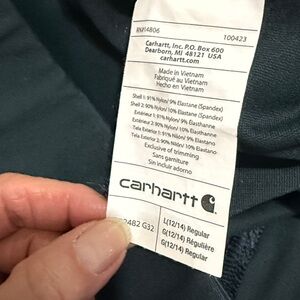 100423
Carhartt, Inc. P.O. Box 600
Dearborn, MI 48121 USA
carhartt.com
Made in Vietnam
Fabriqué au Vietnam
Hecho en Vietnam
Shell 1: 91% Nylon/ 9% Elastane (Spandex)
Shell 2: 90% Nylon/ 10% Elastane (Spandex)
Extérieur 1: 91% Nylon/ 9% Élasthanne
Extérieur 2: 90% Nylon/ 10% Élasthanne
Tela Exterior 1: 91% Nylon/ 9% Elastano
Tela Exterior 2: 90% Nylon/ 10% Elastano
Exclusive of trimming
Sans garniture
Sin incluir adorno
carhartt
2482 G32
L(12/14) Regular
G(12/14) Régulière
G(12/14) Regular